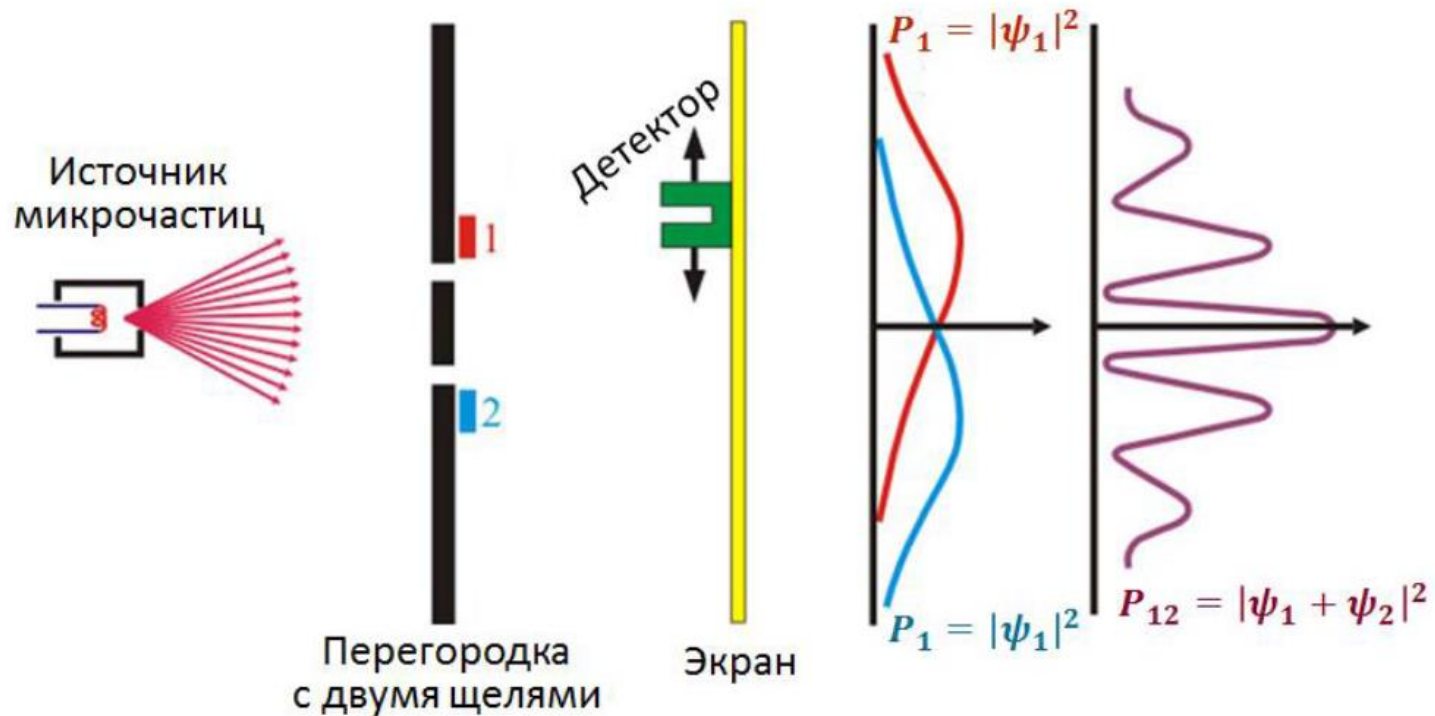 Источник
микрочастиц
1
2
Перегородка
с двумя щелями
Детектор
Экран
P₁ = |ψ₁|²
P₁ = |ψ₁|²
P₁₂ = |ψ₁ + ψ₂|²